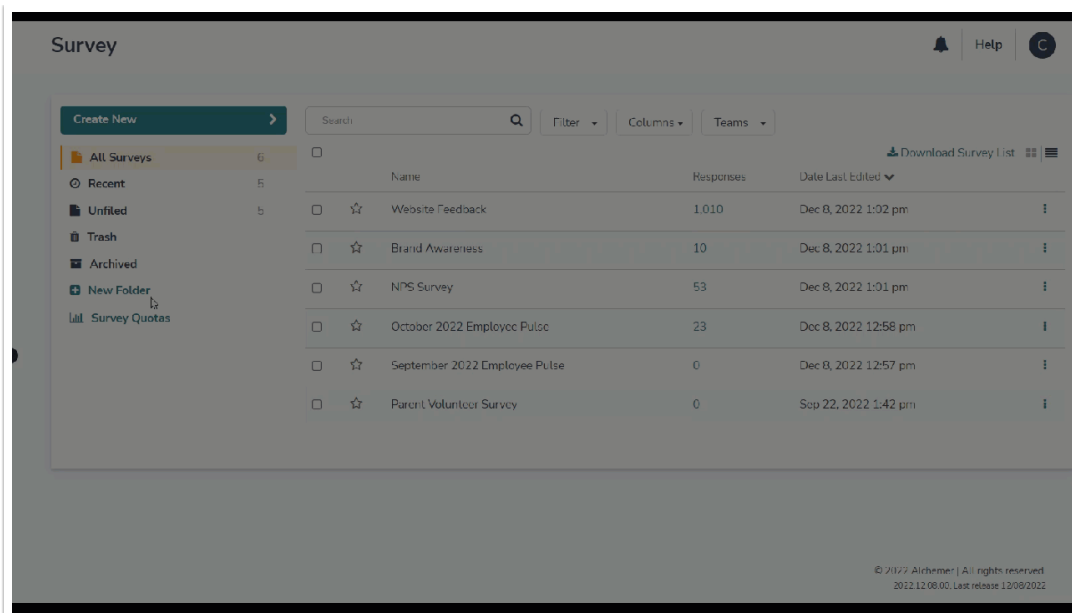 Survey
Help
C
Create New
Search
Filter
Columns
Teams
All Surveys 6
Recent 5
Unfiled 5
Trash
Archived
New Folder
Survey Quotas
Download Survey List
Name Responses Date Last Edited
Website Feedback 1,010 Dec 8, 2022 1:02 pm
Brand Awareness 10 Dec 8, 2022 1:01 pm
NPS Survey 53 Dec 8, 2022 1:01 pm
October 2022 Employee Pulse 23 Dec 8, 2022 12:58 pm
September 2022 Employee Pulse 0 Dec 8, 2022 12:57 pm
Parent Volunteer Survey 0 Sep 22, 2022 1:42 pm
© 2022 Alchemer | All rights reserved.
2022.12.08.00. Last release 12/08/2022